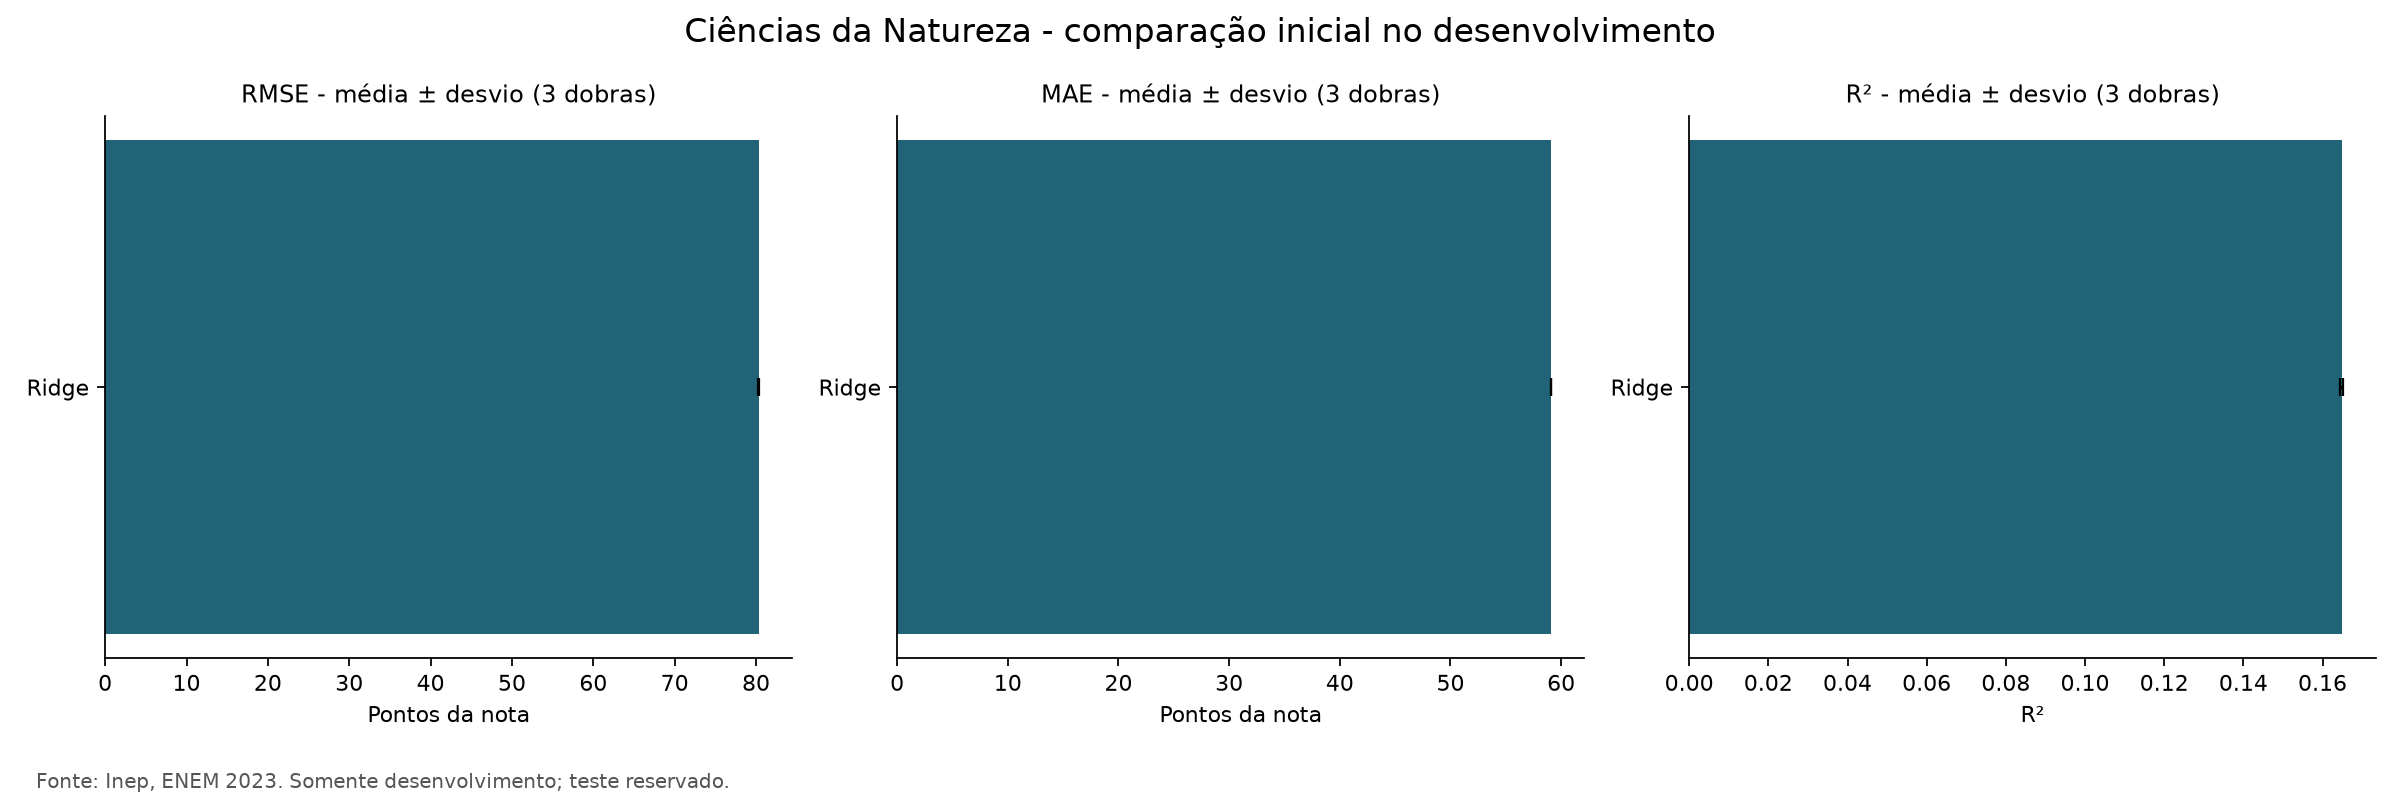 Ciências da Natureza - comparação inicial no desenvolvimento
RMSE - média ± desvio (3 dobras)
Ridge
0 10 20 30 40 50 60 70 80
Pontos da nota
MAE - média ± desvio (3 dobras)
Ridge
0 10 20 30 40 50 60
Pontos da nota
R² - média ± desvio (3 dobras)
Ridge
0.00 0.02 0.04 0.06 0.08 0.10 0.12 0.14 0.16
R²
Fonte: Inep, ENEM 2023. Somente desenvolvimento; teste reservado.